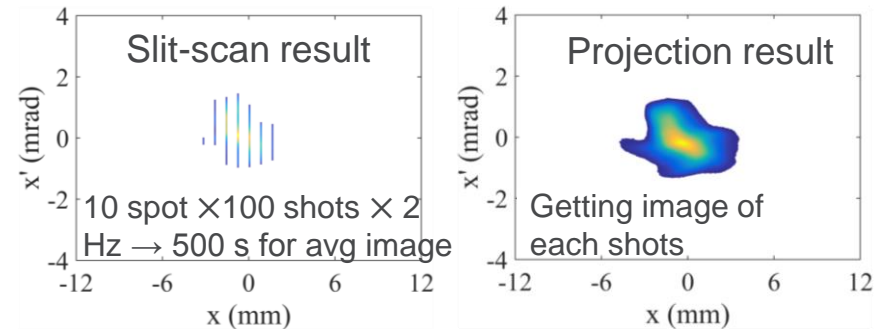 Slit-scan result
4
2
0
-2
-4
x' (mrad)
10 spot ×100 shots × 2
Hz → 500 s for avg image
-12 -6 0 6 12
x (mm)
Projection result
4
2
0
-2
-4
x' (mrad)
Getting image of
each shots
-12 -6 0 6 12
x (mm)